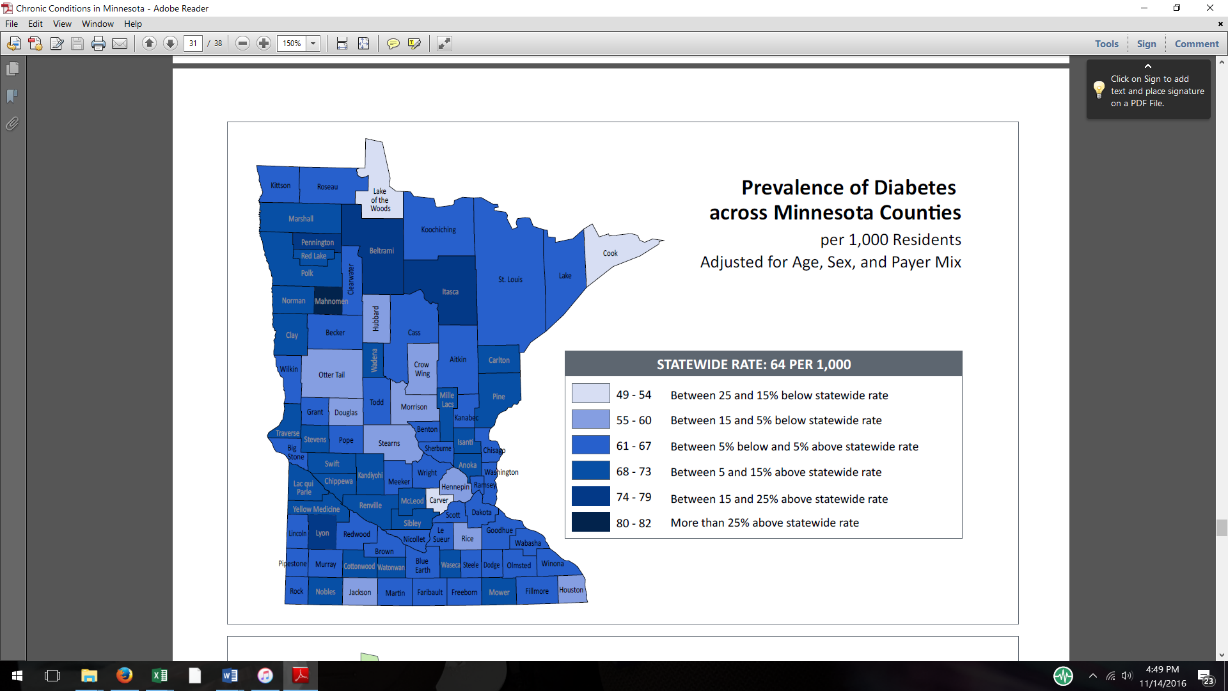 Chronic Conditions in Minnesota - Adobe Reader
File Edit View Window Help
31 / 38 150% Tools Sign Comment
Click on Sign to add
text and place signature
on a PDF File.
Prevalence of Diabetes
across Minnesota Counties
per 1,000 Residents
Adjusted for Age, Sex, and Payer Mix
Kittson Roseau
Lake
of the
Woods
Marshall
Koochiching
Pennington
Beltrami
Red Lake
Polk
Clearwater
Cook
St. Louis
Lake
Itasca
Norman Mahnomen
Hubbard
Clay
Becker
Cass
Wadena
Aitkin
Carlton
Wilkin
Otter Tail
Crow
Wing
Pine
Mille
Lacs
Grant Douglas
Todd
Morrison
Kanabec
Traverse
Stevens
Pope
Stearns
Benton
Big
Stone
Sherburne
Isanti
Chisago
Swift
Kandiyohi
Anoka
Washington
Lac qui
Parle
Chippewa
Meeker
Wright
Hennepin
Ramsey
Yellow Medicine
Renville
McLeod
Carver
Scott
Dakota
Sibley
Lincoln
Lyon
Redwood
Nicollet
Le
Sueur
Rice
Goodhue
Wabasha
Brown
Pipestone
Murray
Cottonwood
Watonwan
Blue
Earth
Waseca
Steele
Dodge
Olmsted
Winona
Rock
Nobles
Jackson
Martin
Faribault
Freeborn
Mower
Fillmore
Houston
STATEWIDE RATE: 64 PER 1,000
49 - 54 Between 25 and 15% below statewide rate
55 - 60 Between 15 and 5% below statewide rate
61 - 67 Between 5% below and 5% above statewide rate
68 - 73 Between 5 and 15% above statewide rate
74 - 79 Between 15 and 25% above statewide rate
80 - 82 More than 25% above statewide rate
4:49 PM
11/14/2016
23